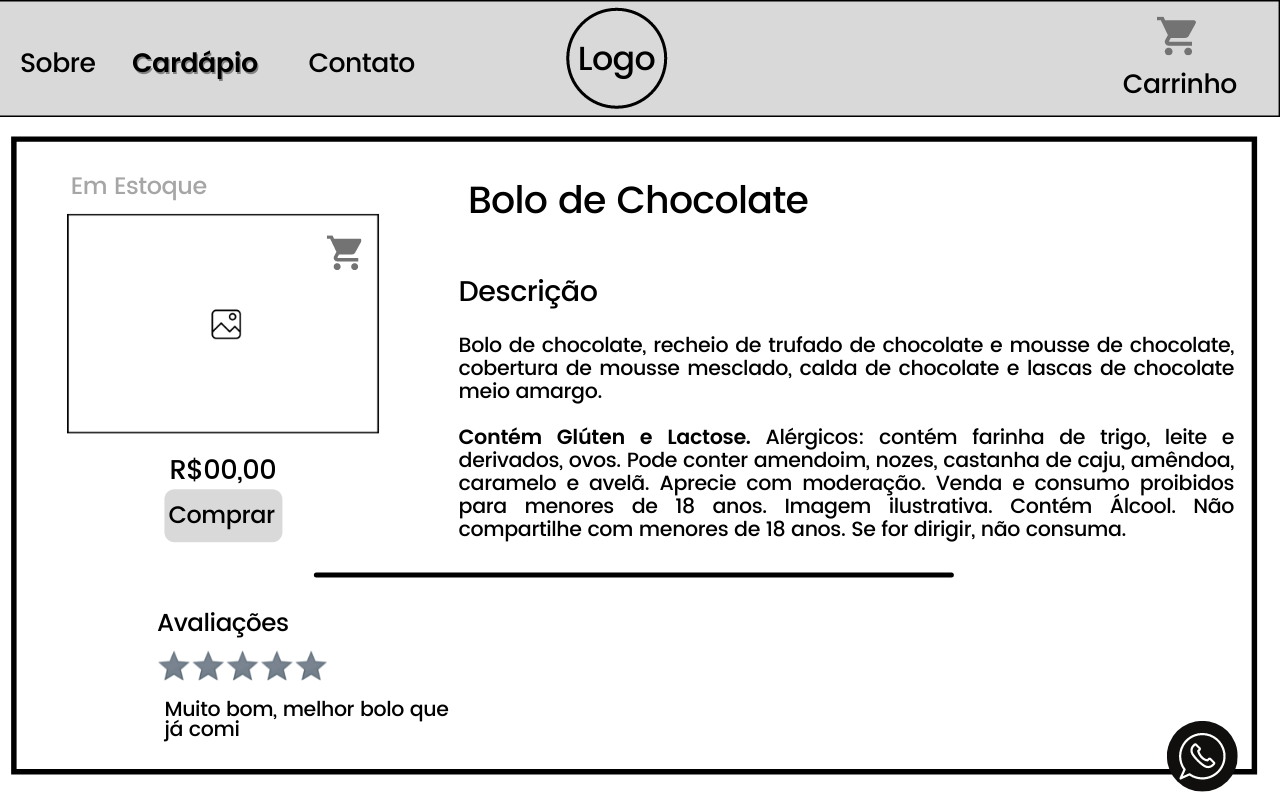 Sobre
Cardápio
Contato
Logo
Carrinho
Em Estoque
R$00,00
Comprar
Bolo de Chocolate
Descrição
Bolo de chocolate, recheio de trufado de chocolate e mousse de chocolate,
cobertura de mousse mesclado, calda de chocolate e lascas de chocolate
meio amargo.
Contém Glúten e Lactose. Alérgicos: contém farinha de trigo, leite e
derivados, ovos. Pode conter amendoim, nozes, castanha de caju, amêndoa,
caramelo e avelã. Aprecie com moderação. Venda e consumo proibidos
para menores de 18 anos. Imagem ilustrativa. Contém Álcool. Não
compartilhe com menores de 18 anos. Se for dirigir, não consuma.
Avaliações
Muito bom, melhor bolo que
já comi